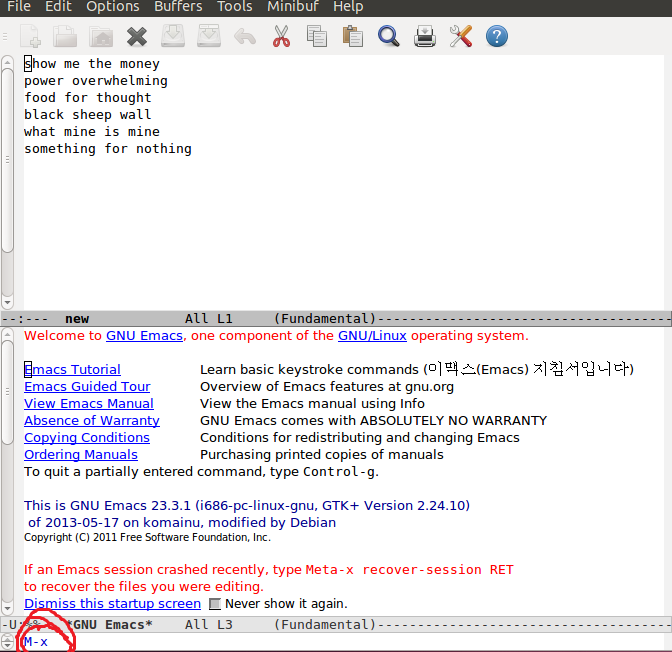 File Edit Options Buffers Tools Minibuf Help
show me the money
power overwhelming
food for thought
black sheep wall
what mine is mine
something for nothing
--:--- new All L1 (Fundamental)------------------------------------
Welcome to GNU Emacs, one component of the GNU/Linux operating system.
Emacs Tutorial Learn basic keystroke commands (이맥스(Emacs) 지침서입니다)
Emacs Guided Tour Overview of Emacs features at gnu.org
View Emacs Manual View the Emacs manual using Info
Absence of Warranty GNU Emacs comes with ABSOLUTELY NO WARRANTY
Copying Conditions Conditions for redistributing and changing Emacs
Ordering Manuals Purchasing printed copies of manuals
To quit a partially entered command, type Control-g.
This is GNU Emacs 23.3.1 (i686-pc-linux-gnu, GTK+ Version 2.24.10)
of 2013-05-17 on komainu, modified by Debian
Copyright (C) 2011 Free Software Foundation, Inc.
If an Emacs session crashed recently, type Meta-x recover-session RET
to recover the files you were editing.
Dismiss this startup screen Never show it again.
*GNU Emacs* All L3 (Fundamental)------------------------------------
M-x